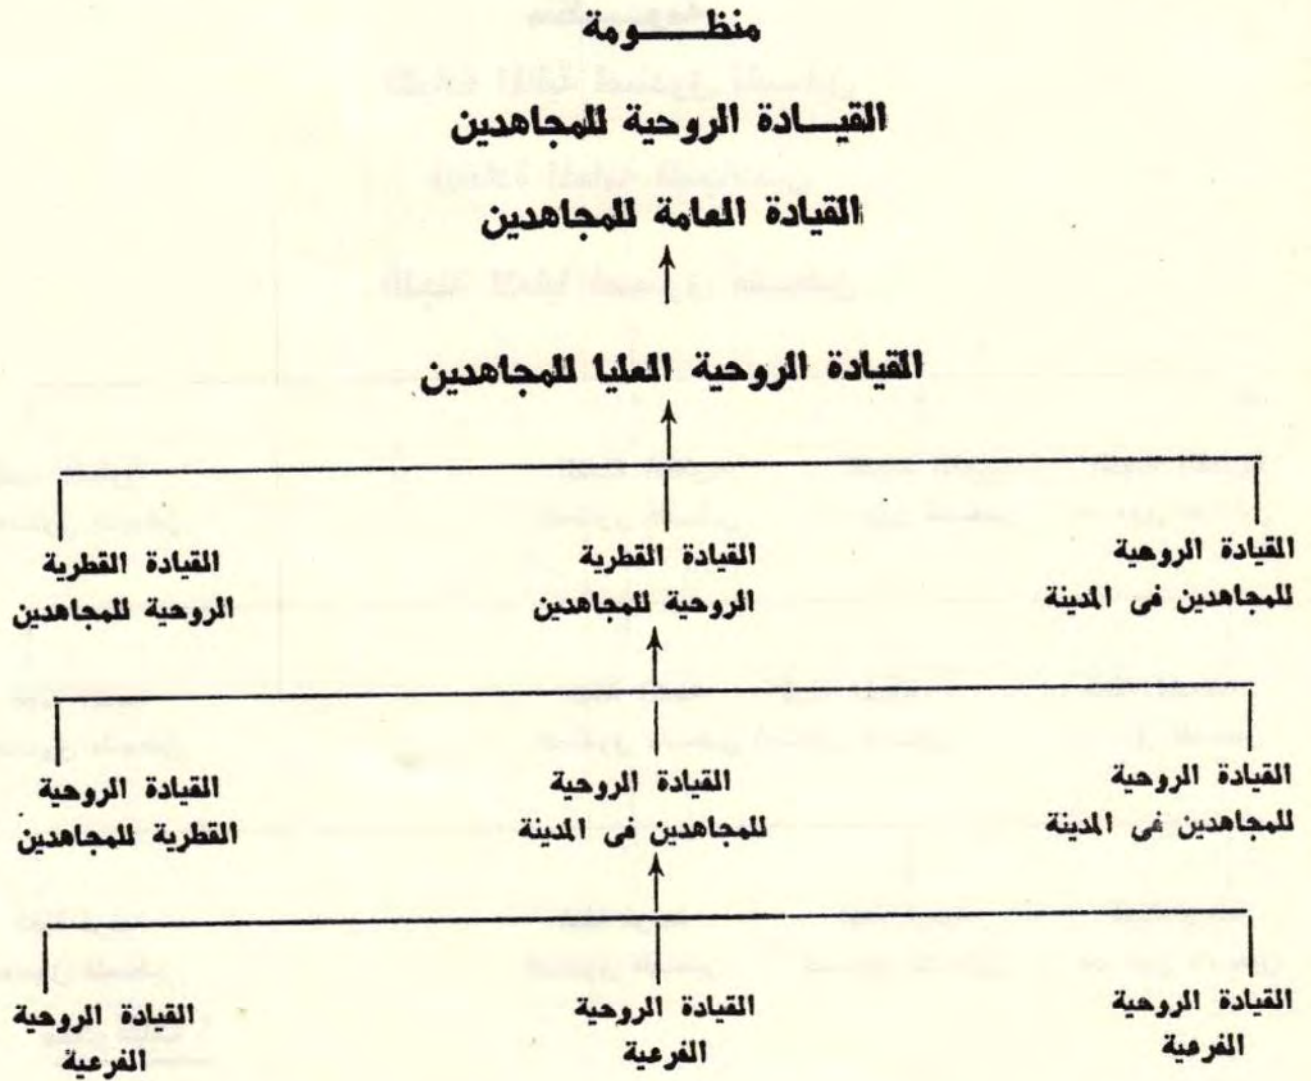 منظـــومة
القيـــادة الروحية للمجاهدين
القيادة العامة للمجاهدين
القيادة الروحية العليا للمجاهدين
القيادة الروحية
للمجاهدين فى المدينة
القيادة القطرية
الروحية للمجاهدين
القيادة القطرية
الروحية للمجاهدين
القيادة الروحية
للمجاهدين فى المدينة
القيادة الروحية
للمجاهدين فى المدينة
القيادة الروحية
القطرية للمجاهدين
القيادة الروحية
الفرعية
القيادة الروحية
الفرعية
القيادة الروحية
الفرعية